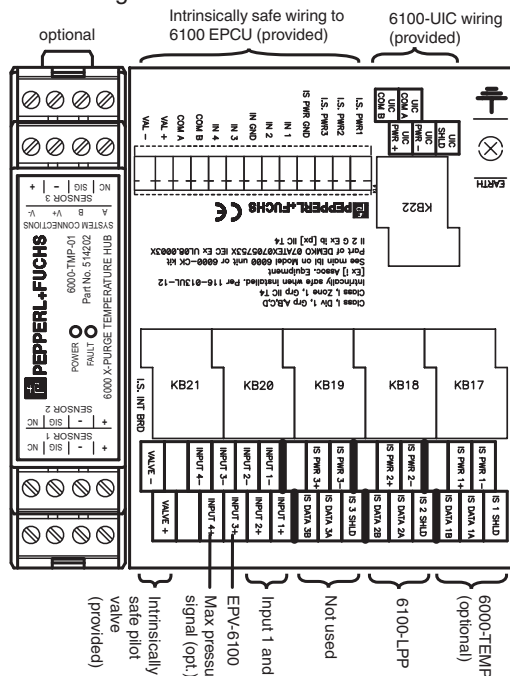 optional
Intrinsically safe wiring to
6100 EPCU (provided)
6100-UIC wiring
(provided)
VAL -
VAL +
COM A
COM B
IN 4
IN 3
IN GND
IN 2
IN 1
IS PWR GND
I.S. PWR3
I.S. PWR2
I.S. PWR1
UIC COM B
UIC COM A
UIC PWR +
UIC PWR -
UIC SHLD
EARTH
KB22
PEPPERL+FUCHS
CE
II 2 G Ex ib [px] IIC T4
Part of DEMKO 07ATEX0705753X IEC Ex UL08.0003X
See main lbl on Model 6000 unit or 6000-CK kit
[Ex i] Assoc. Equipment
Intrinsically safe when installed. Per 116-0113UL-12
Class I, Zone 1, Grp IIC T4
Class I, Div 1, Grp A,B,C,D
SENSOR 3
+ - SIG NC
V- V+ B A
SYSTEM CONNECTIONS
6000-TMP-01
Part No. 514202
PEPPERL+FUCHS
6000 X-PURGE TEMPERATURE HUB
POWER
FAULT
SENSOR 2
NC SIG - +
SENSOR 1
NC SIG - +
I.S. INT BRD
KB21
KB20
KB19
KB18
KB17
VALVE -
INPUT 4-
INPUT 3-
INPUT 2-
INPUT 1-
IS PWR 3+
IS PWR 3-
IS PWR 2+
IS PWR 2-
IS PWR 1+
IS PWR 1-
VALVE +
INPUT 4+
INPUT 3+
INPUT 2+
INPUT 1+
IS DATA 3B
IS DATA 3A
IS 3 SHLD
IS DATA 2B
IS DATA 2A
IS 2 SHLD
IS DATA 1B
IS DATA 1A
IS 1 SHLD
Intrinsically
safe pilot
valve
(provided)
Max pressu
signal (opt.)
EPV-6100
Input 1 and
Not used
6100-LPP
6000-TEMP
(optional)